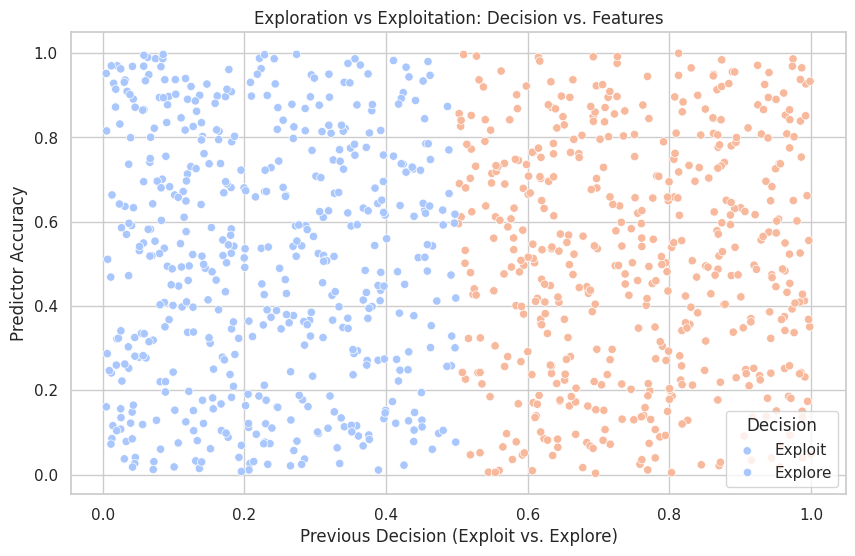 Exploration vs Exploitation: Decision vs. Features
Predictor Accuracy
1.0
0.8
0.6
0.4
0.2
0.0
Decision
Exploit
Explore
0.0 0.2 0.4 0.6 0.8 1.0
Previous Decision (Exploit vs. Explore)